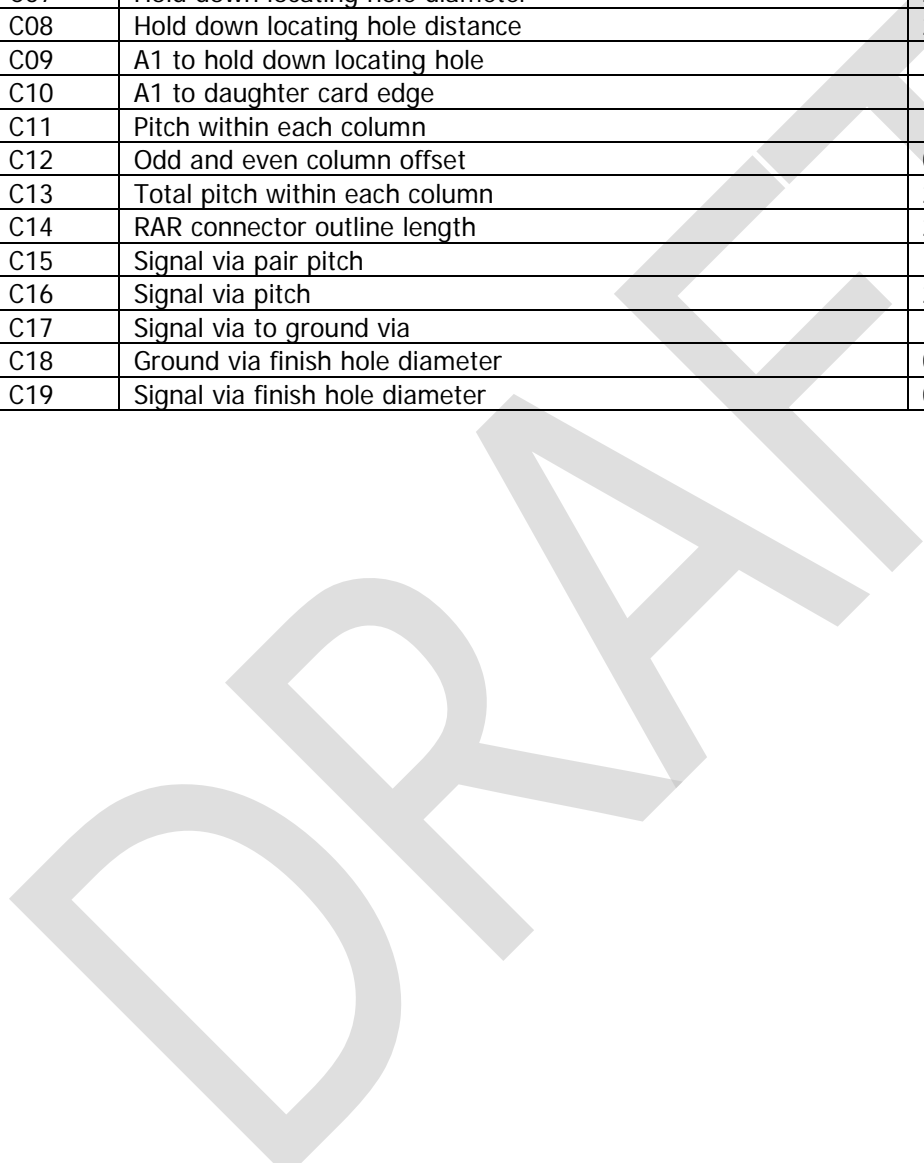 C08 Hold down locating hole distance
C09 A1 to hold down locating hole
C10 A1 to daughter card edge
C11 Pitch within each column
C12 Odd and even column offset
C13 Total pitch within each column
C14 RAR connector outline length
C15 Signal via pair pitch
C16 Signal via pitch
C17 Signal via to ground via
C18 Ground via finish hole diameter
C19 Signal via finish hole diameter
DRAFT